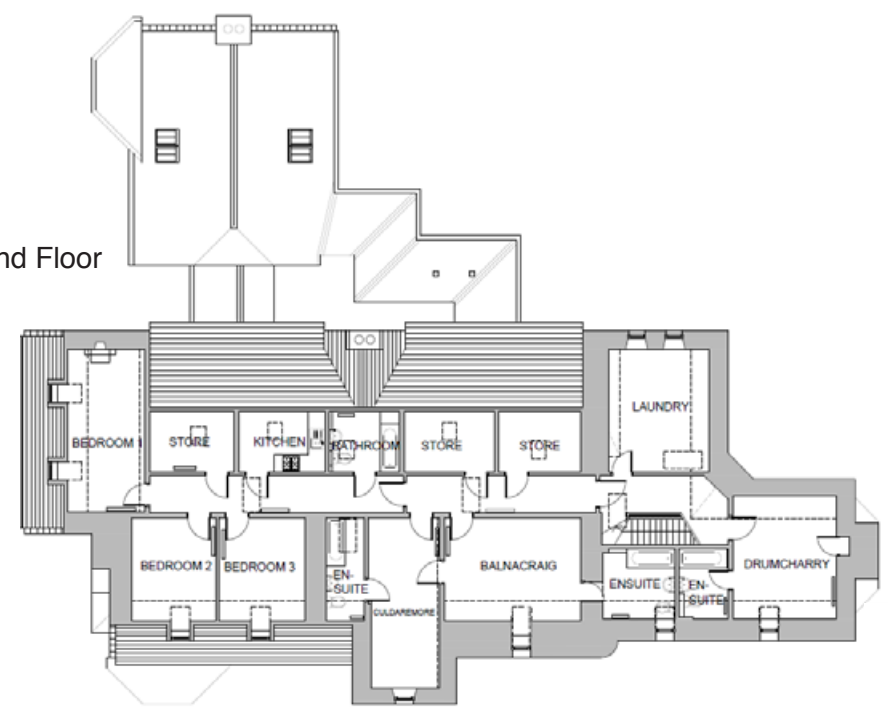 nd Floor
LAUNDRY
BEDROOM 1
STORE
KITCHEN
BATHROOM
STORE
STORE
BEDROOM 2
BEDROOM 3
EN-
SUITE
CULDAREMORE
BALNACRAIG
ENSUITE
EN-
SUITE
DRUMCHARRY